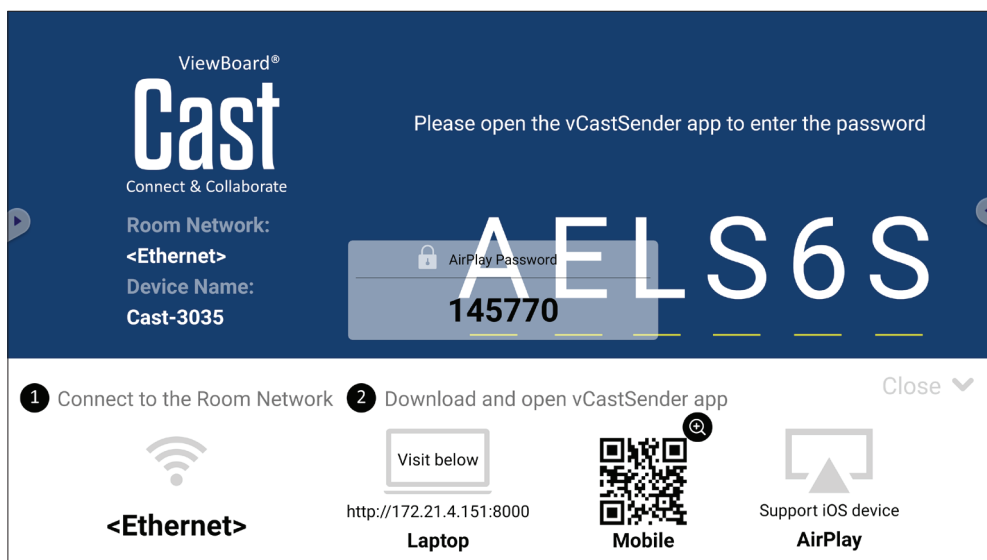 ViewBoard®
Cast
Connect & Collaborate
Please open the vCastSender app to enter the password
Room Network:
<Ethernet>
Device Name:
Cast-3035
AELS6S
AirPlay Password
145770
1 Connect to the Room Network
2 Download and open vCastSender app
Close
<Ethernet>
Visit below
http://172.21.4.151:8000
Laptop
Mobile
Support iOS device
AirPlay